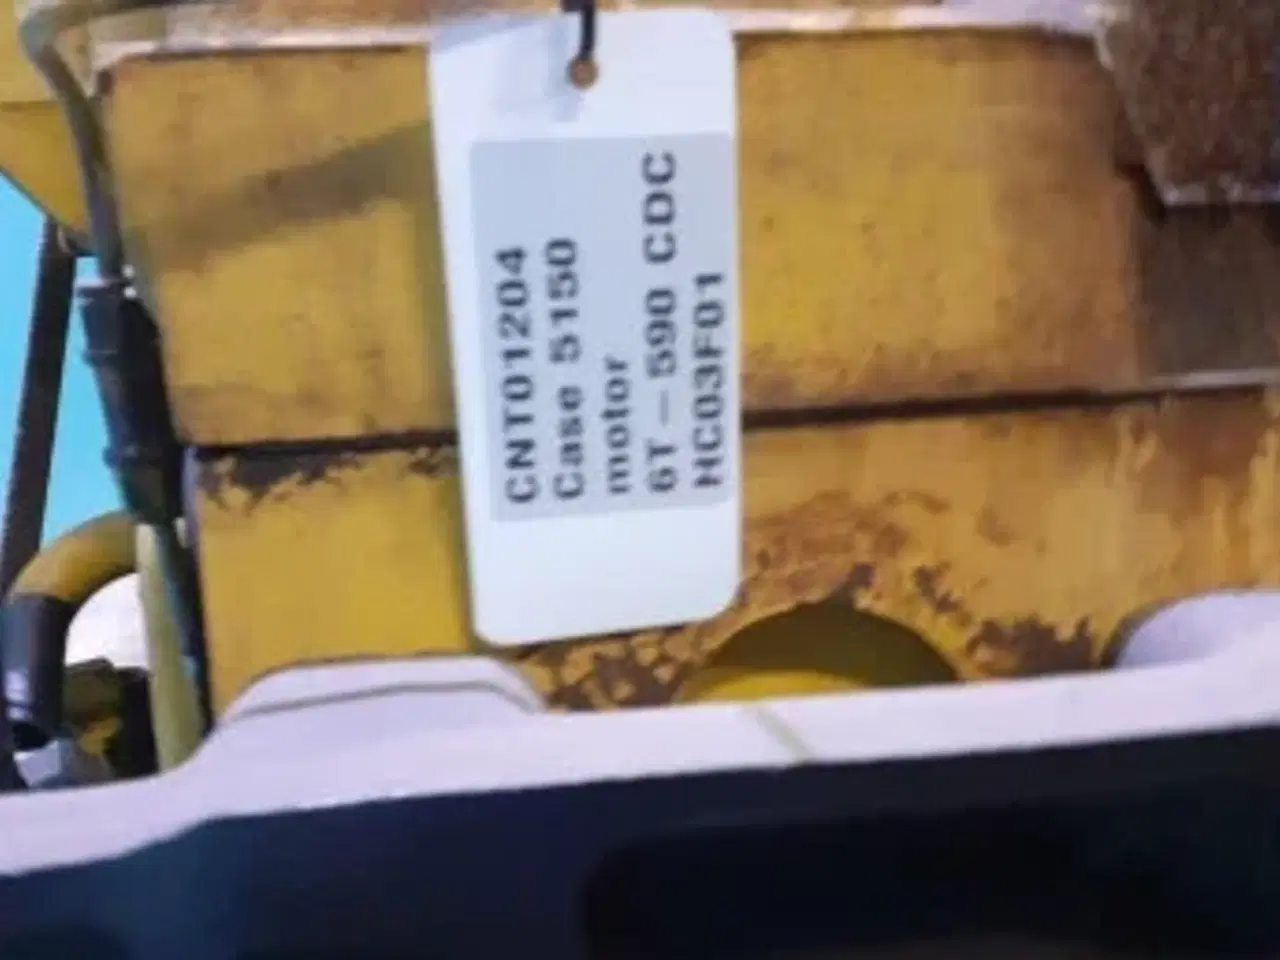 CNT01204
Case 5150
motor
6T-590 CDC
HC03F01